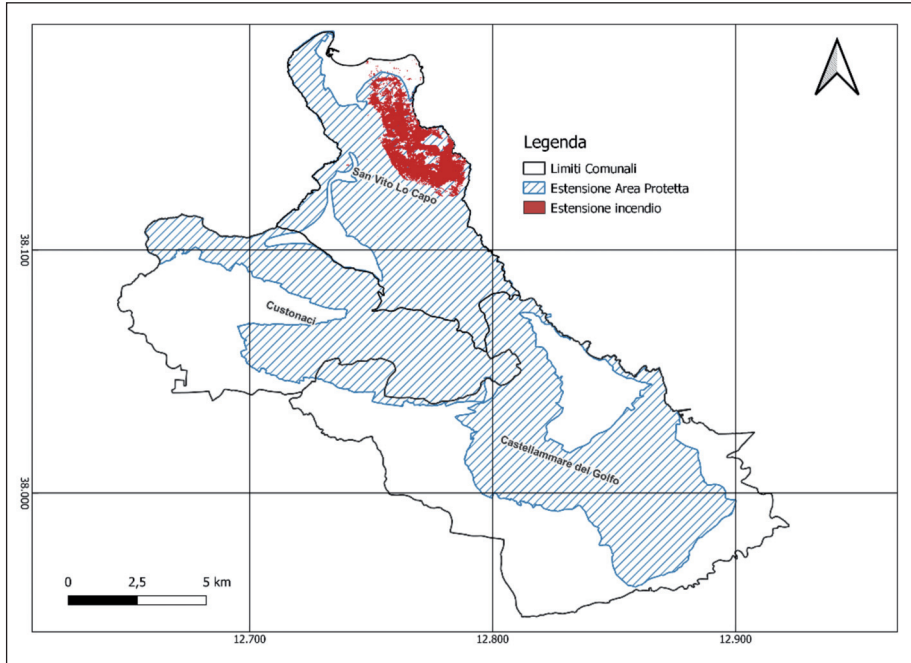 Legenda
Limiti Comunali
Estensione Area Protetta
Estensione incendio
San Vito Lo Capo
38.100
Custonaci
Castellammare del Golfo
38.000
0 2,5 5 km
12.700 12.800 12.900